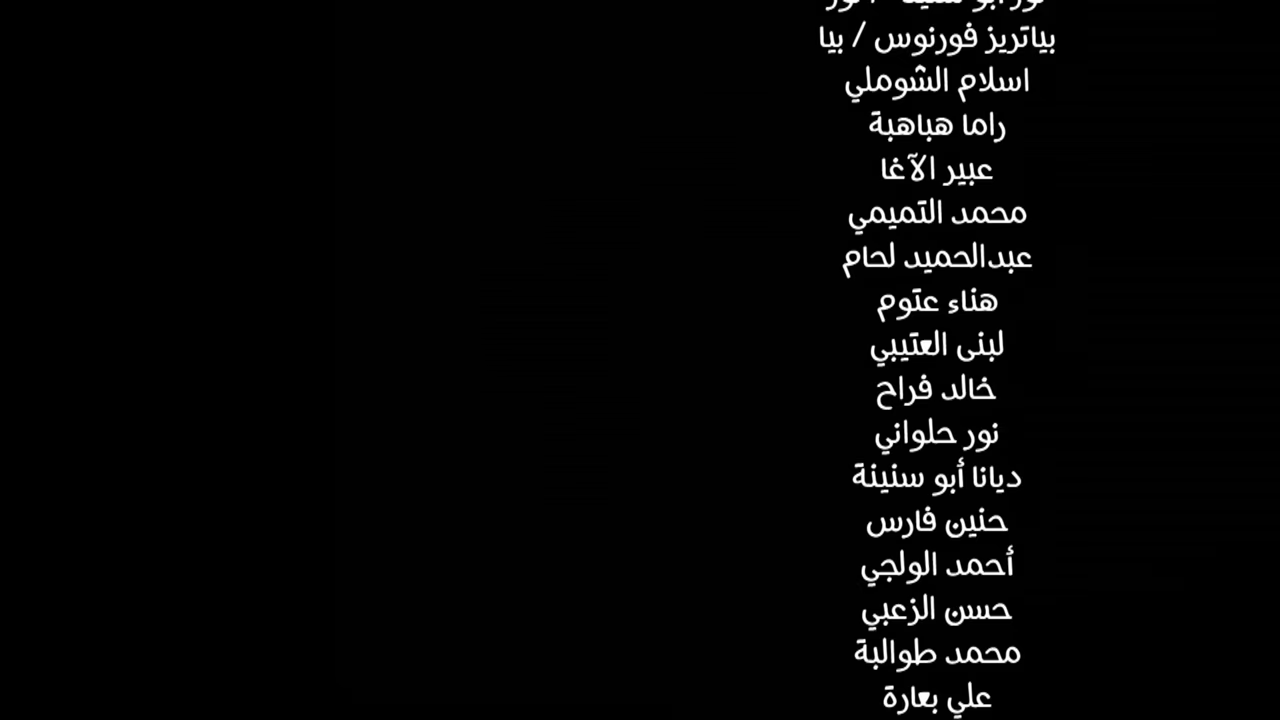 بياتريز فورنوس / بيا
اسلام الشوملي
راما هباهبة
عبير الآغا
محمد التميمي
عبدالحميد لحام
هناء عتوم
لبنى العتيبي
خالد فراح
نور حلواني
ديانا أبو سنينة
حنين فارس
أحمد الولجي
حسن الزعبي
محمد طوالبة
علي بعارة